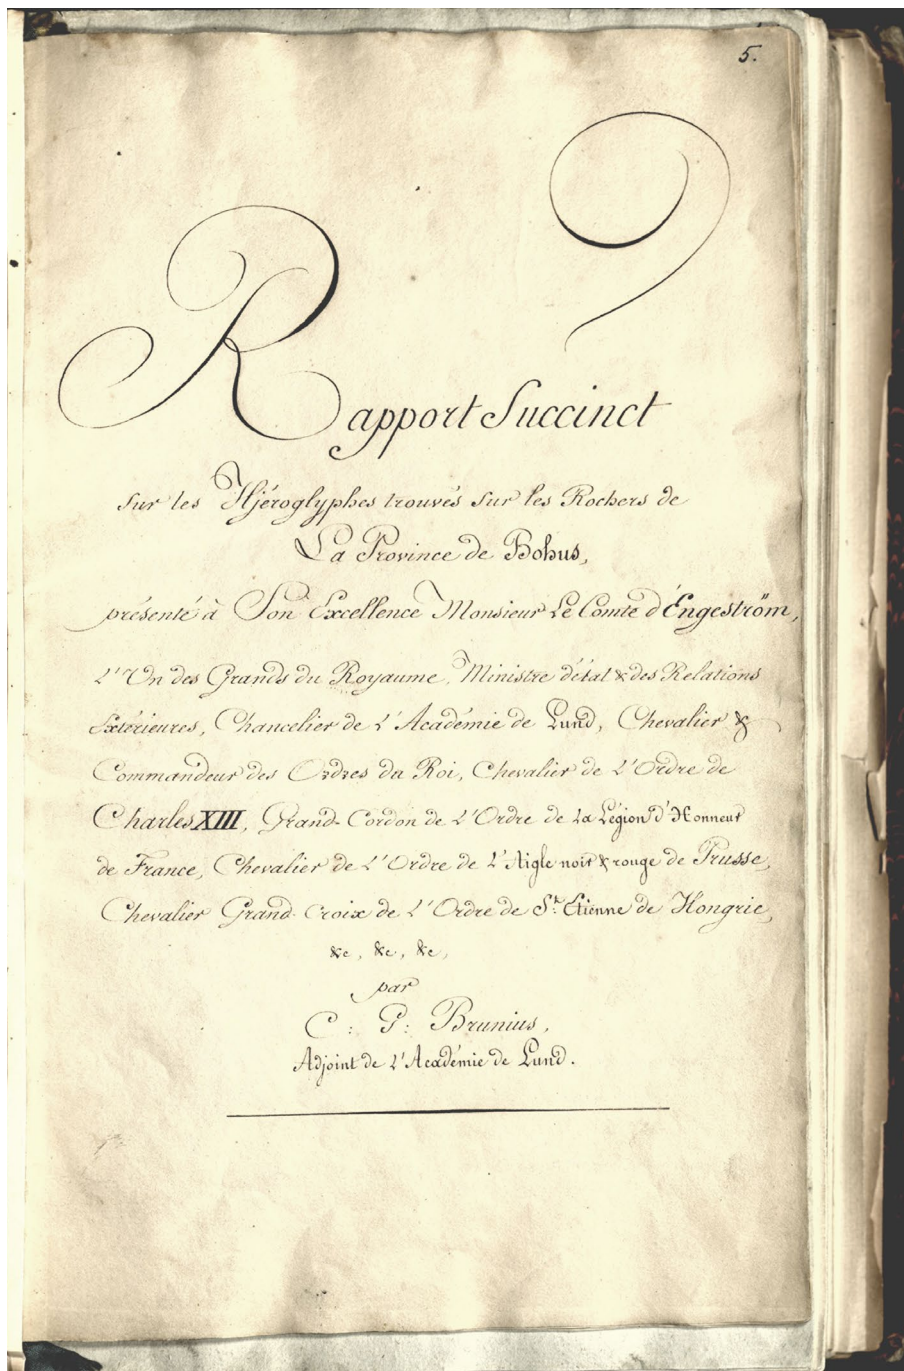 5.
Rapport Succinct
sur les Hjéroglyphes trouvés sur les Rochers de
La Province de Bohus,
présenté à Son Excellence Monsieur Le Comte d'Éngeström,
L'Un des Grands du Royaume, Ministre d'état & des Relations
Extérieures, Chancelier de L'Académie de Lund, Chevalier &
Commandeur des Ordres du Roi, Chevalier de L'Ordre de
Charles XIII, Grand-Cordon de L'Ordre de La Légion d'Honneur
de France, Chevalier de L'Ordre de L'Aigle noir & rouge de Prusse,
Chevalier Grand-Croix de L'Ordre de St. Etienne de Hongrie,
&c, &c, &c,
par
C: G: Brunius,
Adjoint de L'Académie de Lund.